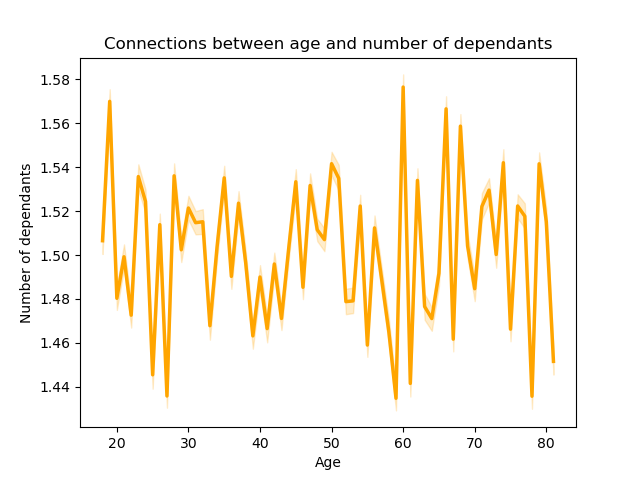 Connections between age and number of dependants
1.58
1.56
1.54
1.52
1.50
1.48
1.46
1.44
Number of dependants
20 30 40 50 60 70 80
Age